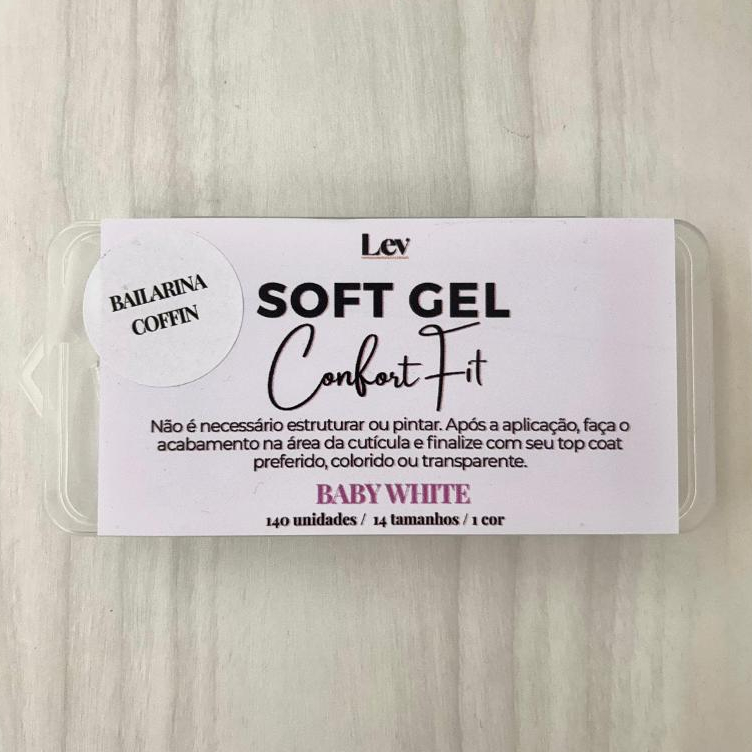 Lev
BAILARINA
COFFIN
SOFT GEL
Confort Fit
Não é necessário estruturar ou pintar. Após a aplicação, faça o
acabamento na área da cutícula e finalize com seu top coat
preferido, colorido ou transparente.
BABY WHITE
140 unidades / 14 tamanhos / 1 cor